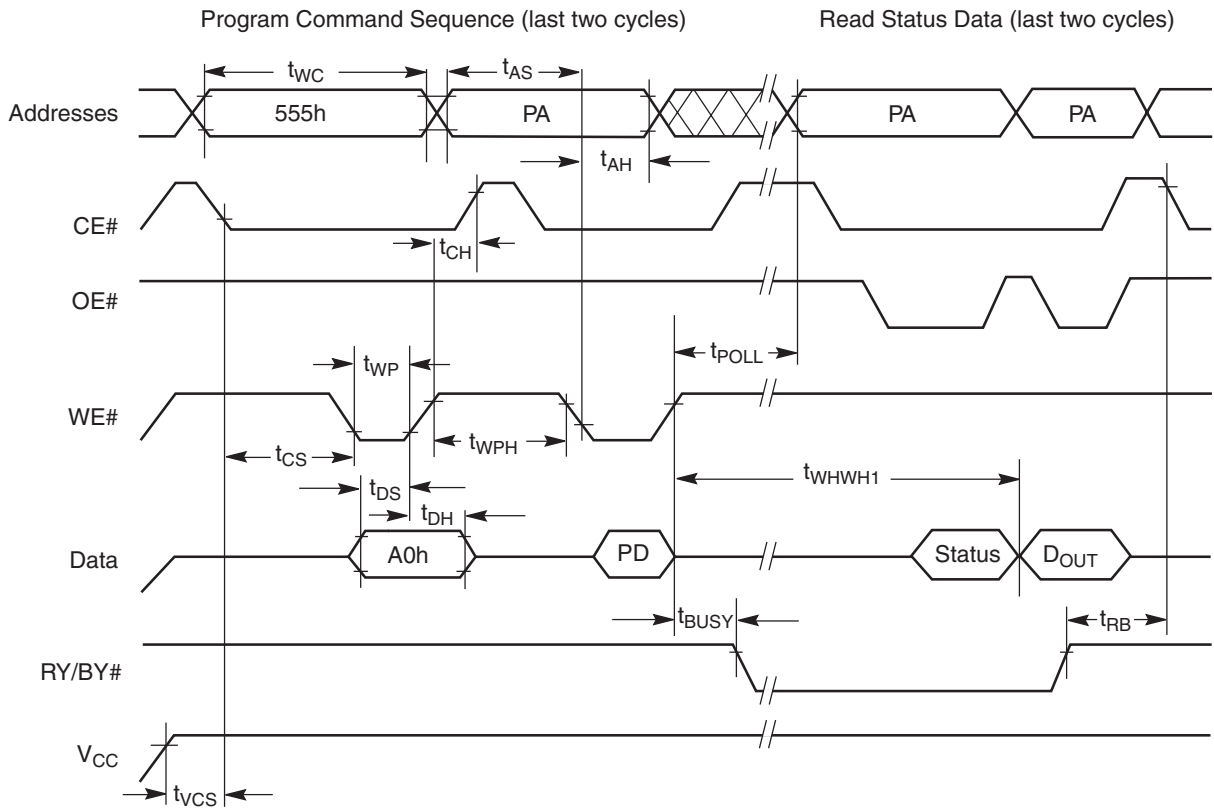 Program Command Sequence (last two cycles)
Read Status Data (last two cycles)
tWC
tAS
Addresses
555h
PA
PA
PA
tAH
CE#
tCH
OE#
tWP
tPOLL
WE#
tCS
tWPH
tWHWH1
tDS
tDH
Data
A0h
PD
Status
DOUT
tBUSY
tRB
RY/BY#
VCC
tVCS